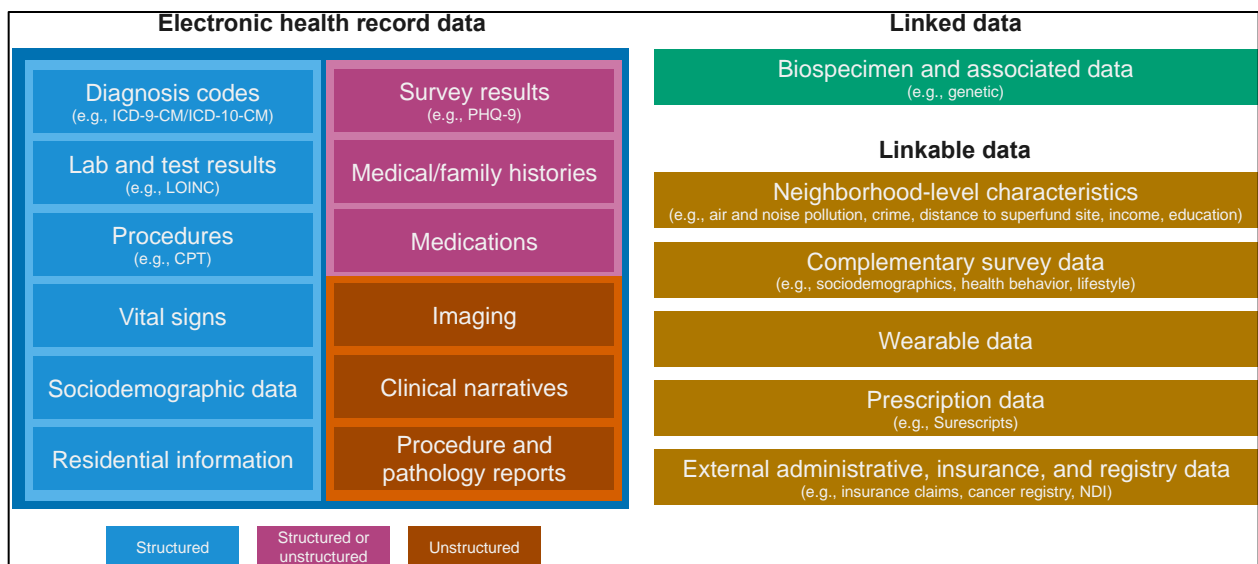 Electronic health record data
Diagnosis codes
(e.g., ICD-9-CM/ICD-10-CM)
Lab and test results
(e.g., LOINC)
Procedures
(e.g., CPT)
Vital signs
Sociodemographic data
Residential information
Survey results
(e.g., PHQ-9)
Medical/family histories
Medications
Imaging
Clinical narratives
Procedure and
pathology reports
Structured
Structured or
unstructured
Unstructured
Linked data
Biospecimen and associated data
(e.g., genetic)
Linkable data
Neighborhood-level characteristics
(e.g., air and noise pollution, crime, distance to superfund site, income, education)
Complementary survey data
(e.g., sociodemographics, health behavior, lifestyle)
Wearable data
Prescription data
(e.g., Surescripts)
External administrative, insurance, and registry data
(e.g., insurance claims, cancer registry, NDI)